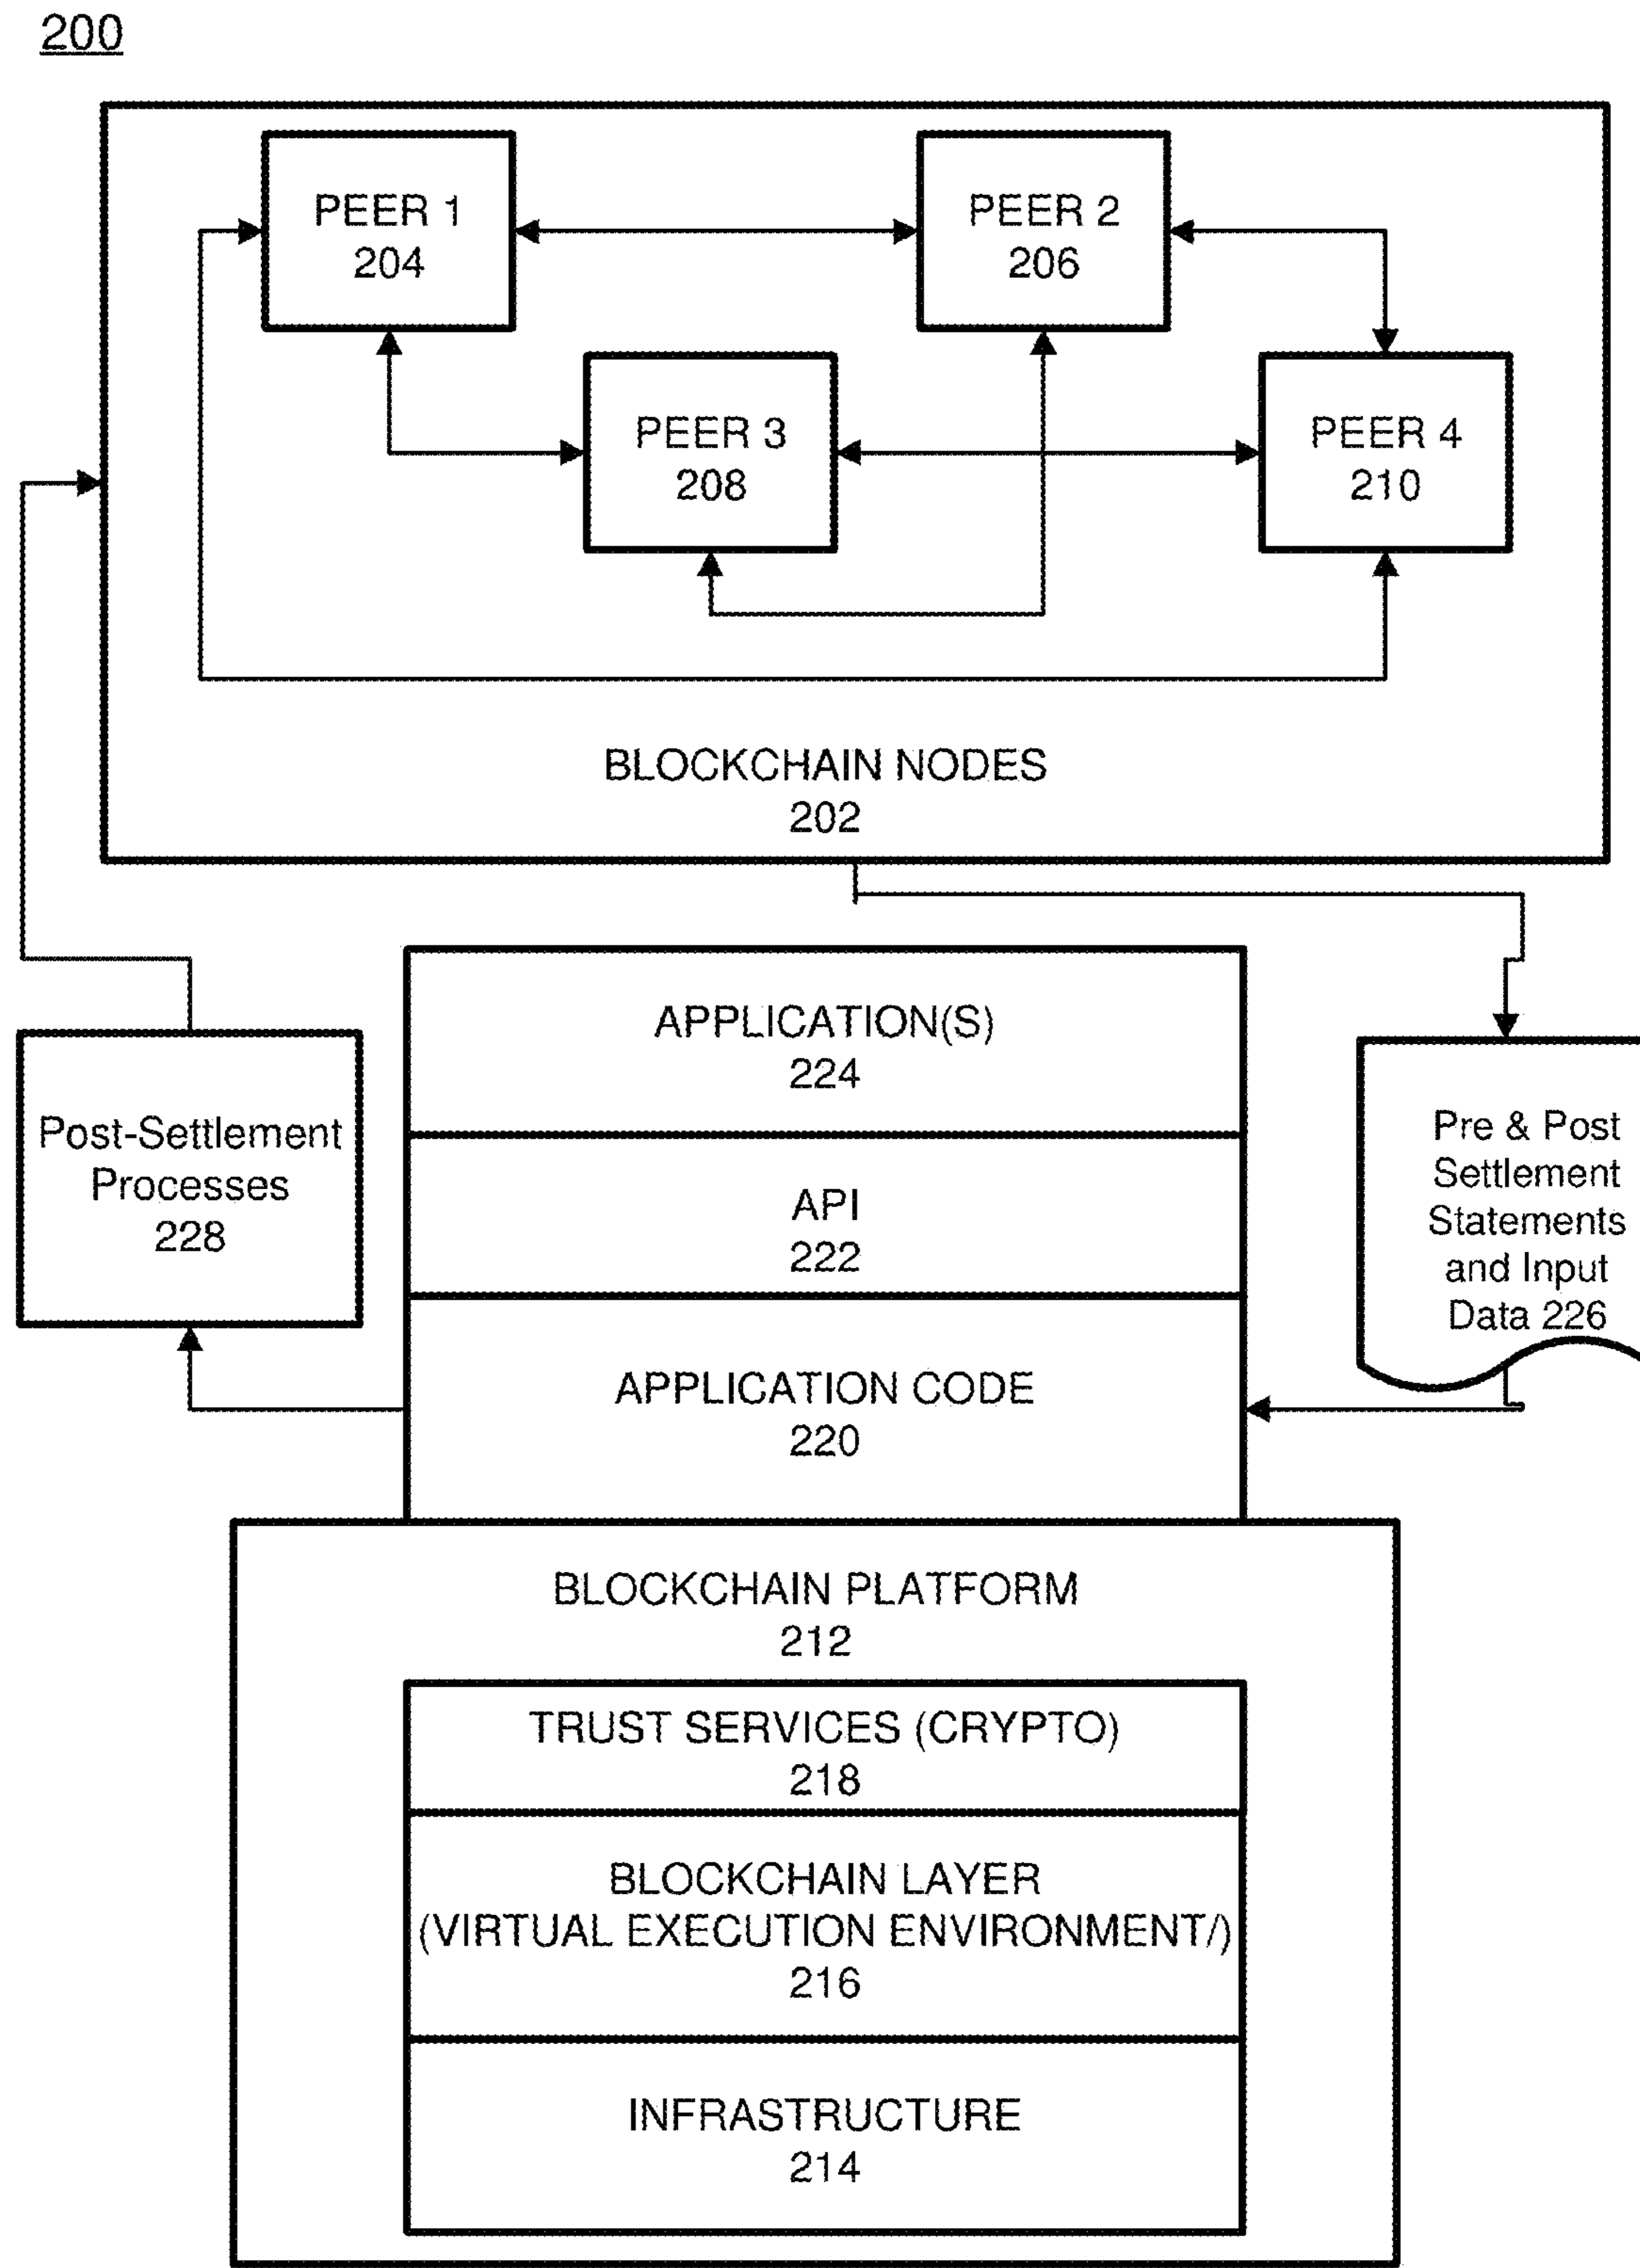 200
PEER 1
204
PEER 2
206
PEER 3
208
PEER 4
210
BLOCKCHAIN NODES
202
APPLICATION(S)
224
Post-Settlement
Processes
228
API
222
Pre & Post
Settlement
Statements
and Input
Data 226
APPLICATION CODE
220
BLOCKCHAIN PLATFORM
212
TRUST SERVICES (CRYPTO)
218
BLOCKCHAIN LAYER
(VIRTUAL EXECUTION ENVIRONMENT/)
216
INFRASTRUCTURE
214